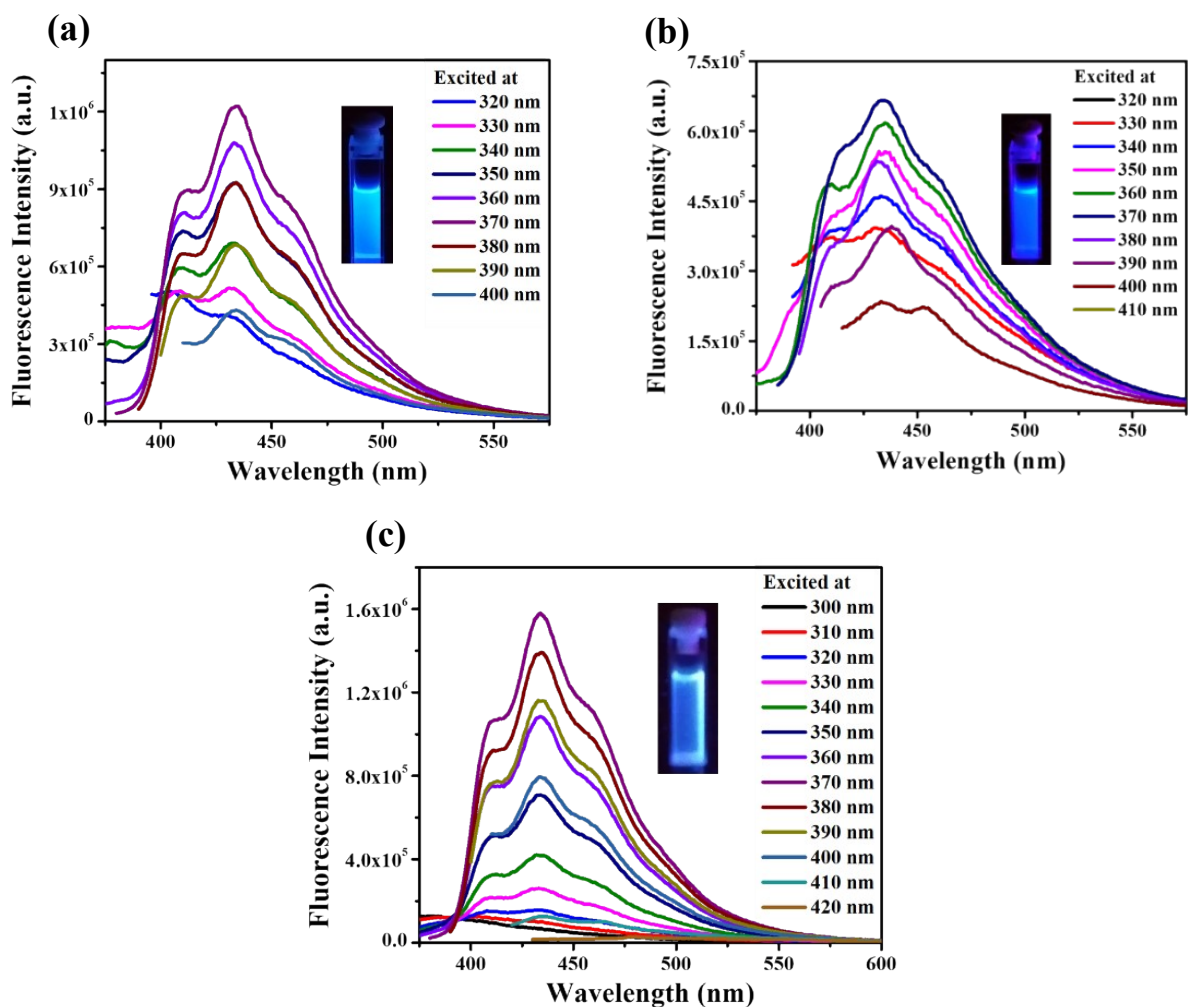 (a)
Fluorescence Intensity (a.u.)
1x10⁶
9x10⁵
6x10⁵
3x10⁵
0
400
450
500
550
Wavelength (nm)
Excited at
320 nm
330 nm
340 nm
350 nm
360 nm
370 nm
380 nm
390 nm
400 nm
(b)
Fluorescence Intensity (a.u.)
7.5x10⁵
6.0x10⁵
4.5x10⁵
3.0x10⁵
1.5x10⁵
0.0
400
450
500
550
Wavelength (nm)
Excited at
320 nm
330 nm
340 nm
350 nm
360 nm
370 nm
380 nm
390 nm
400 nm
410 nm
(c)
Fluorescence Intensity (a.u.)
1.6x10⁶
1.2x10⁶
8.0x10⁵
4.0x10⁵
0.0
400
450
500
550
600
Wavelength (nm)
Excited at
300 nm
310 nm
320 nm
330 nm
340 nm
350 nm
360 nm
370 nm
380 nm
390 nm
400 nm
410 nm
420 nm